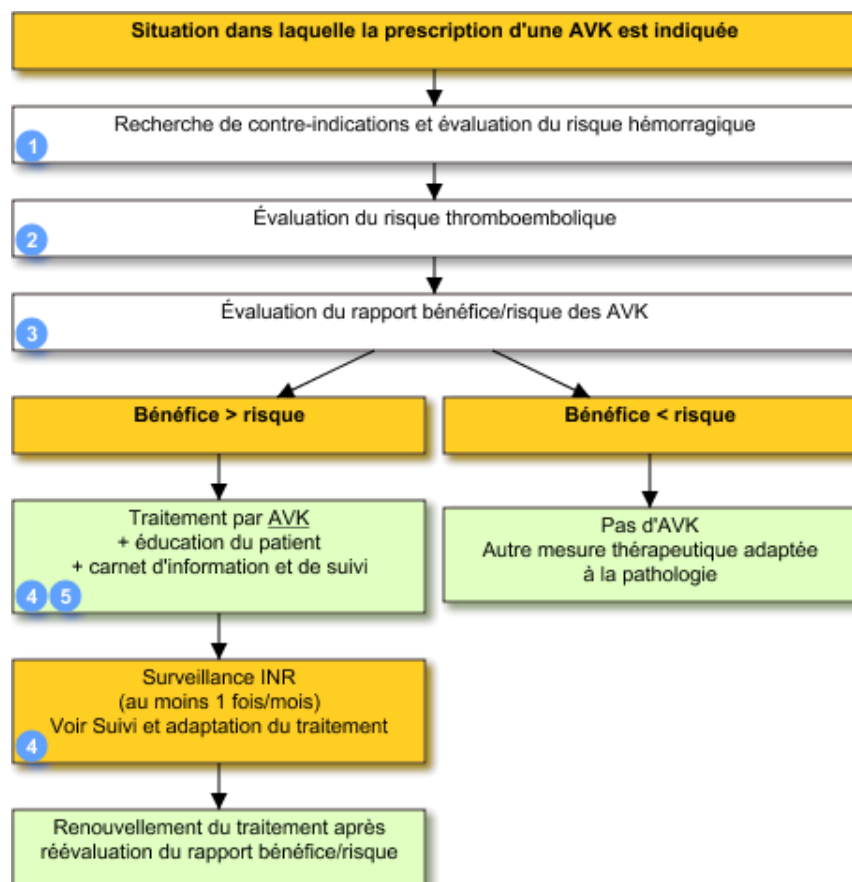 Situation dans laquelle la prescription d'une AVK est indiquée
Recherche de contre-indications et évaluation du risque hémorragique
1
Évaluation du risque thromboembolique
2
Évaluation du rapport bénéfice/risque des AVK
3
Bénéfice > risque
Bénéfice < risque
Traitement par AVK
+ éducation du patient
+ carnet d'information et de suivi
4 5
Pas d'AVK
Autre mesure thérapeutique adaptée
à la pathologie
Surveillance INR
(au moins 1 fois/mois)
Voir Suivi et adaptation du traitement
4
Renouvellement du traitement après
réévaluation du rapport bénéfice/risque